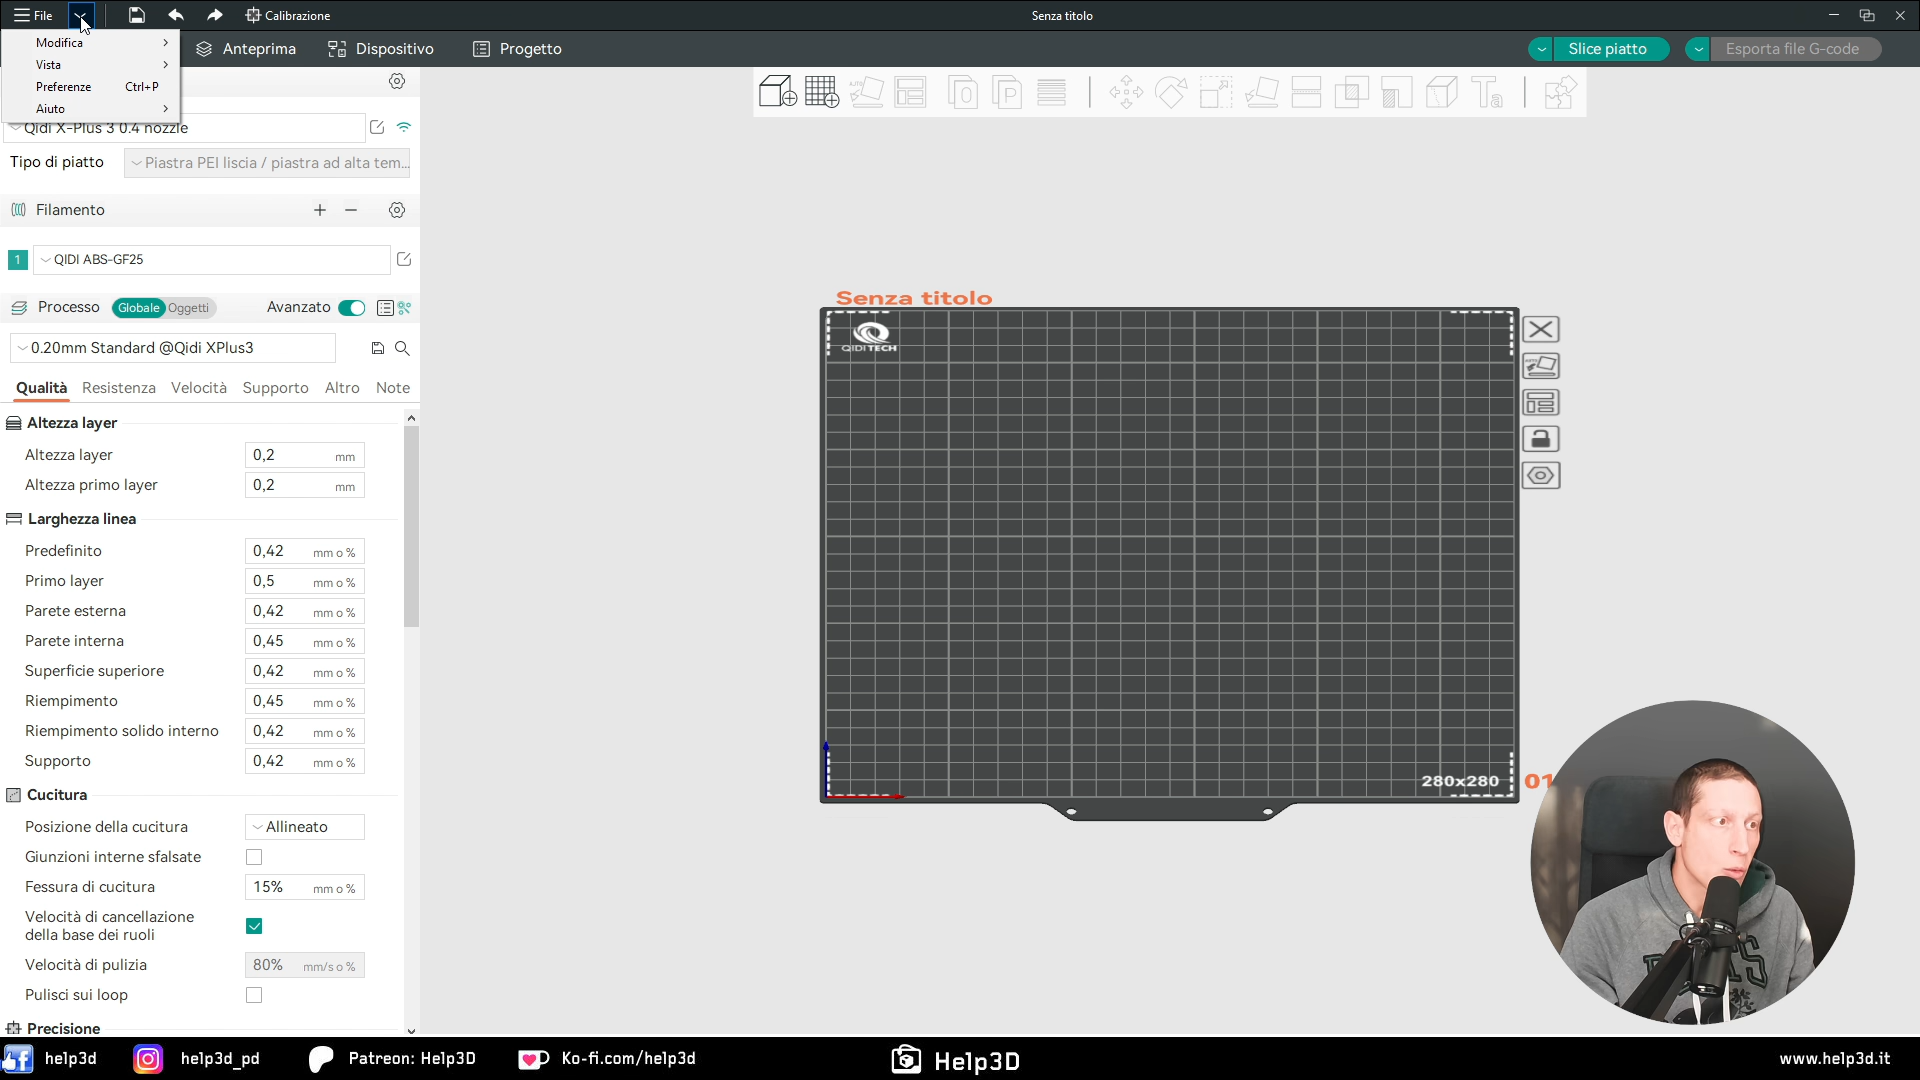 File
Calibrazione
Senza titolo
Modifica
Vista
Preferenze Ctrl+P
Aiuto
Anteprima
Dispositivo
Progetto
Slice piatto
Esporta file G-code
Qidi X-Plus 3 0.4 nozzle
Tipo di piatto
Piastra PEI liscia / piastra ad alta tem...
Filamento
1
QIDI ABS-GF25
Processo
Globale
Oggetti
Avanzato
0.20mm Standard @Qidi XPlus3
Qualità
Resistenza
Velocità
Supporto
Altro
Note
Altezza layer
Altezza layer 0,2 mm
Altezza primo layer 0,2 mm
Larghezza linea
Predefinito 0,42 mm o %
Primo layer 0,5 mm o %
Parete esterna 0,42 mm o %
Parete interna 0,45 mm o %
Superficie superiore 0,42 mm o %
Riempimento 0,45 mm o %
Riempimento solido interno 0,42 mm o %
Supporto 0,42 mm o %
Cucitura
Posizione della cucitura Allineato
Giunzioni interne sfalsate
Fessura di cucitura 15% mm o %
Velocità di cancellazione
della base dei ruoli
Velocità di pulizia 80% mm/s o %
Pulisci sui loop
Precisione
Senza titolo
QIDITECH
280x280
01
help3d
help3d_pd
Patreon: Help3D
Ko-fi.com/help3d
Help3D
www.help3d.it